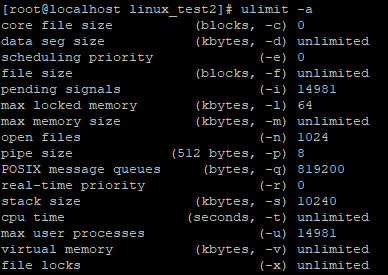 [root@localhost linux_test2]# ulimit -a
core file size (blocks, -c) 0
data seg size (kbytes, -d) unlimited
scheduling priority (-e) 0
file size (blocks, -f) unlimited
pending signals (-i) 14981
max locked memory (kbytes, -l) 64
max memory size (kbytes, -m) unlimited
open files (-n) 1024
pipe size (512 bytes, -p) 8
POSIX message queues (bytes, -q) 819200
real-time priority (-r) 0
stack size (kbytes, -s) 10240
cpu time (seconds, -t) unlimited
max user processes (-u) 14981
virtual memory (kbytes, -v) unlimited
file locks (-x) unlimited